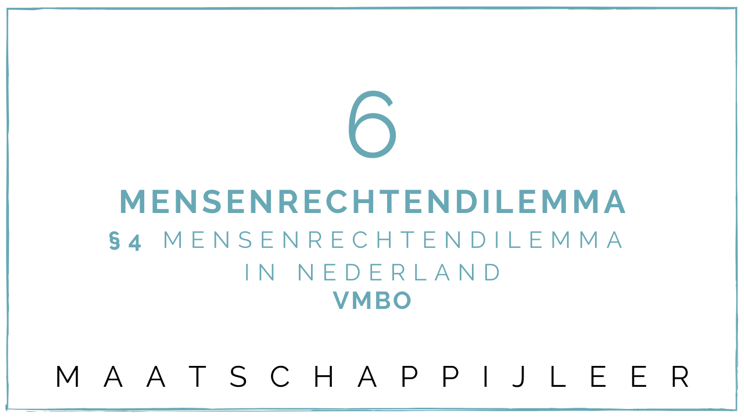 6
MENSENRECHTENDILEMMA
§ 4 MENSENRECHTENDILEMMA
IN NEDERLAND
VMBO
MAATSCHAPPIJLEER